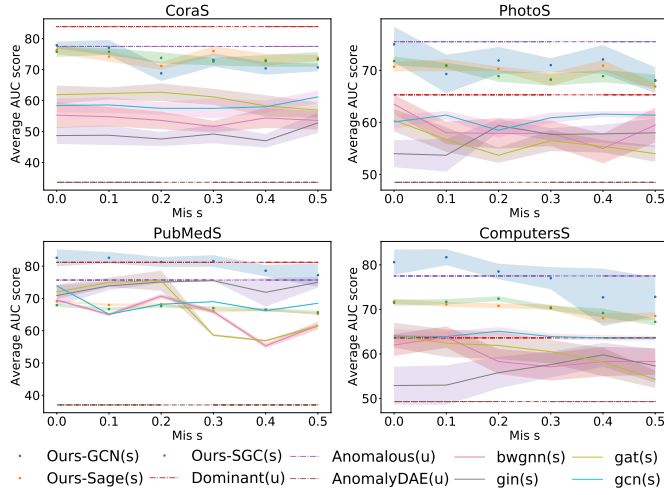 CoraS
PhotoS
Average AUC score
80
70
60
50
40
0.0 0.1 0.2 0.3 0.4 0.5
Mis s
Average AUC score
70
60
50
0.0 0.1 0.2 0.3 0.4 0.5
Mis s
PubMedS
ComputersS
Average AUC score
80
70
60
50
40
0.0 0.1 0.2 0.3 0.4 0.5
Mis s
Average AUC score
80
70
60
50
0.0 0.1 0.2 0.3 0.4 0.5
Mis s
Ours-GCN(s) Ours-SGC(s) Anomalous(u) bwgnn(s) gat(s)
Ours-Sage(s) Dominant(u) AnomalyDAE(u) gin(s) gcn(s)